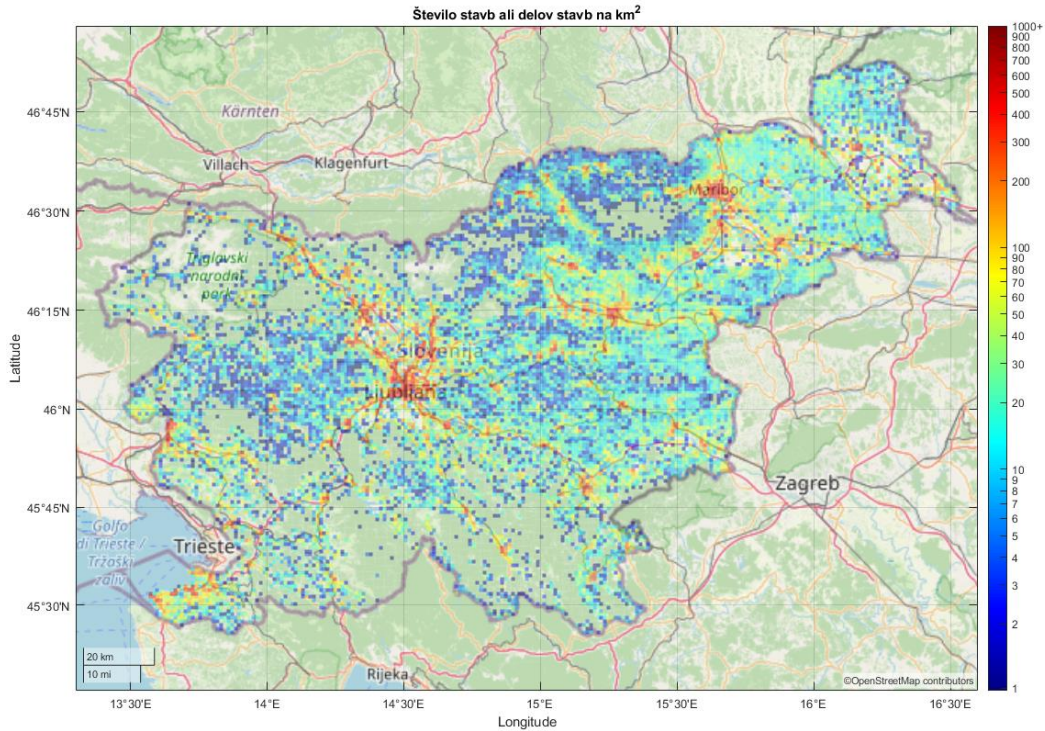 Število stavb ali delov stavb na km²
Kärnten
Villach
Klagenfurt
Maribor
Triglavski
narodni
park
Slovenija
Ljubljana
Zagreb
Golfo
di Trieste /
Tržaški
zaliv
Trieste
Rijeka
20 km
10 mi
©OpenStreetMap contributors
Latitude
46°45'N
46°30'N
46°15'N
46°N
45°45'N
45°30'N
13°30'E
14°E
14°30'E
15°E
15°30'E
16°E
16°30'E
Longitude
1000+
900
800
700
600
500
400
300
200
100
90
80
70
60
50
40
30
20
10
9
8
7
6
5
4
3
2
1